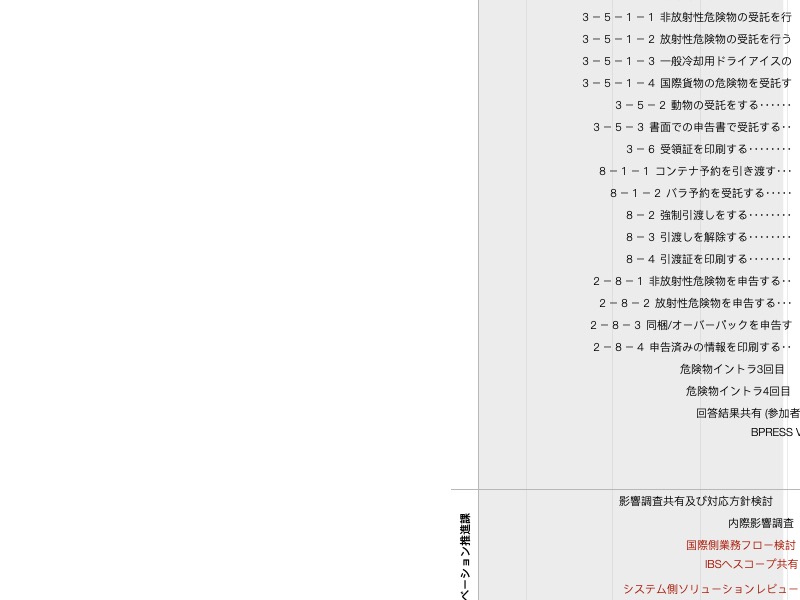 3－5－1－1 非放射性危険物の受託を行
3－5－1－2 放射性危険物の受託を行う
3－5－1－3 一般冷却用ドライアイスの
3－5－1－4 国際貨物の危険物を受託す
3－5－2 動物の受託をする‥‥‥
3－5－3 書面での申告書で受託する‥
3－6 受領証を印刷する‥‥‥‥
8－1－1 コンテナ予約を引き渡す‥･
8－1－2 バラ予約を受託する‥‥･
8－2 強制引渡しをする‥‥‥‥
8－3 引渡しを解除する‥‥‥‥
8－4 引渡証を印刷する‥‥‥‥
2－8－1 非放射性危険物を申告する‥
2－8－2 放射性危険物を申告する‥･
2－8－3 同梱/オーバーパックを申告す
2－8－4 申告済みの情報を印刷する‥
危険物イントラ3回目
危険物イントラ4回目
回答結果共有 (参加者
BPRESS V
影響調査共有及び対応方針検討
内際影響調査
国際側業務フロー検討
IBSへスコープ共有
システム側ソリューションレビュー
ベーション推進課